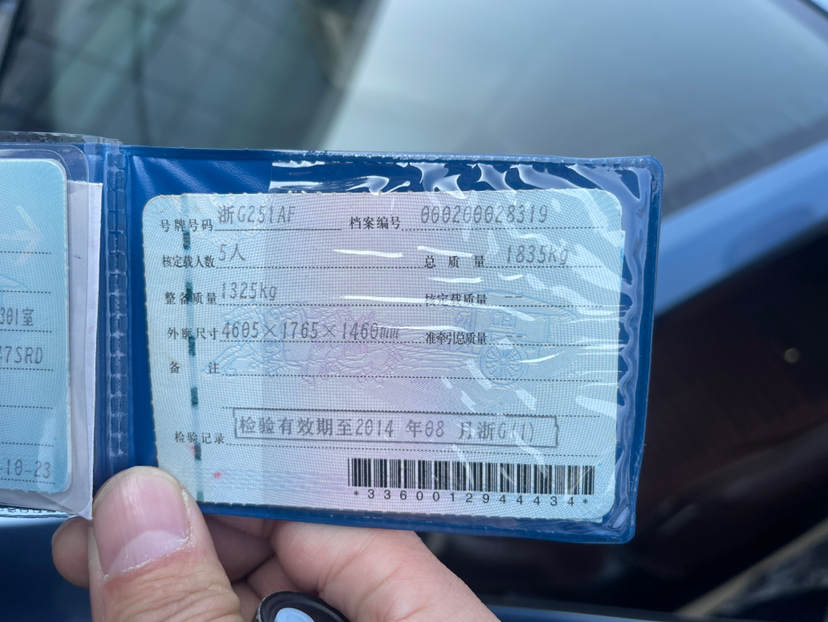 号牌号码 浙G251AF 档案编号 000200028319
核定载人数 5人 总质量 1835kg
整备质量 1325kg 核定载质量 --
外廓尺寸 4605×1765×1460mm 准牵引总质量 --
备注
检验记录 检验有效期至2014年08月浙G(1)
*3360012944434*
301室
47SRD
-10-23